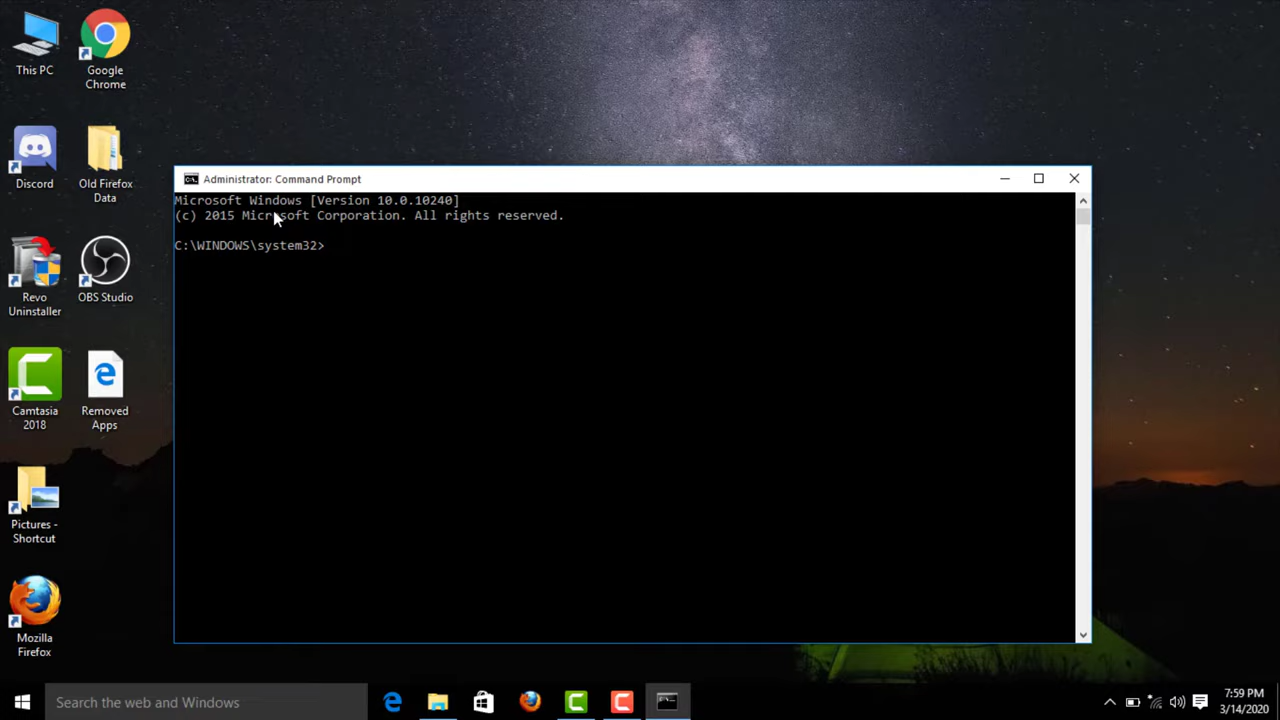 This PC
Google
Chrome
Discord
Old Firefox
Data
Revo
Uninstaller
OBS Studio
Camtasia
2018
Removed
Apps
Pictures -
Shortcut
Mozilla
Firefox
Administrator: Command Prompt
Microsoft Windows [Version 10.0.10240]
(c) 2015 Microsoft Corporation. All rights reserved.
C:\WINDOWS\system32>
Search the web and Windows
7:59 PM
3/14/2020